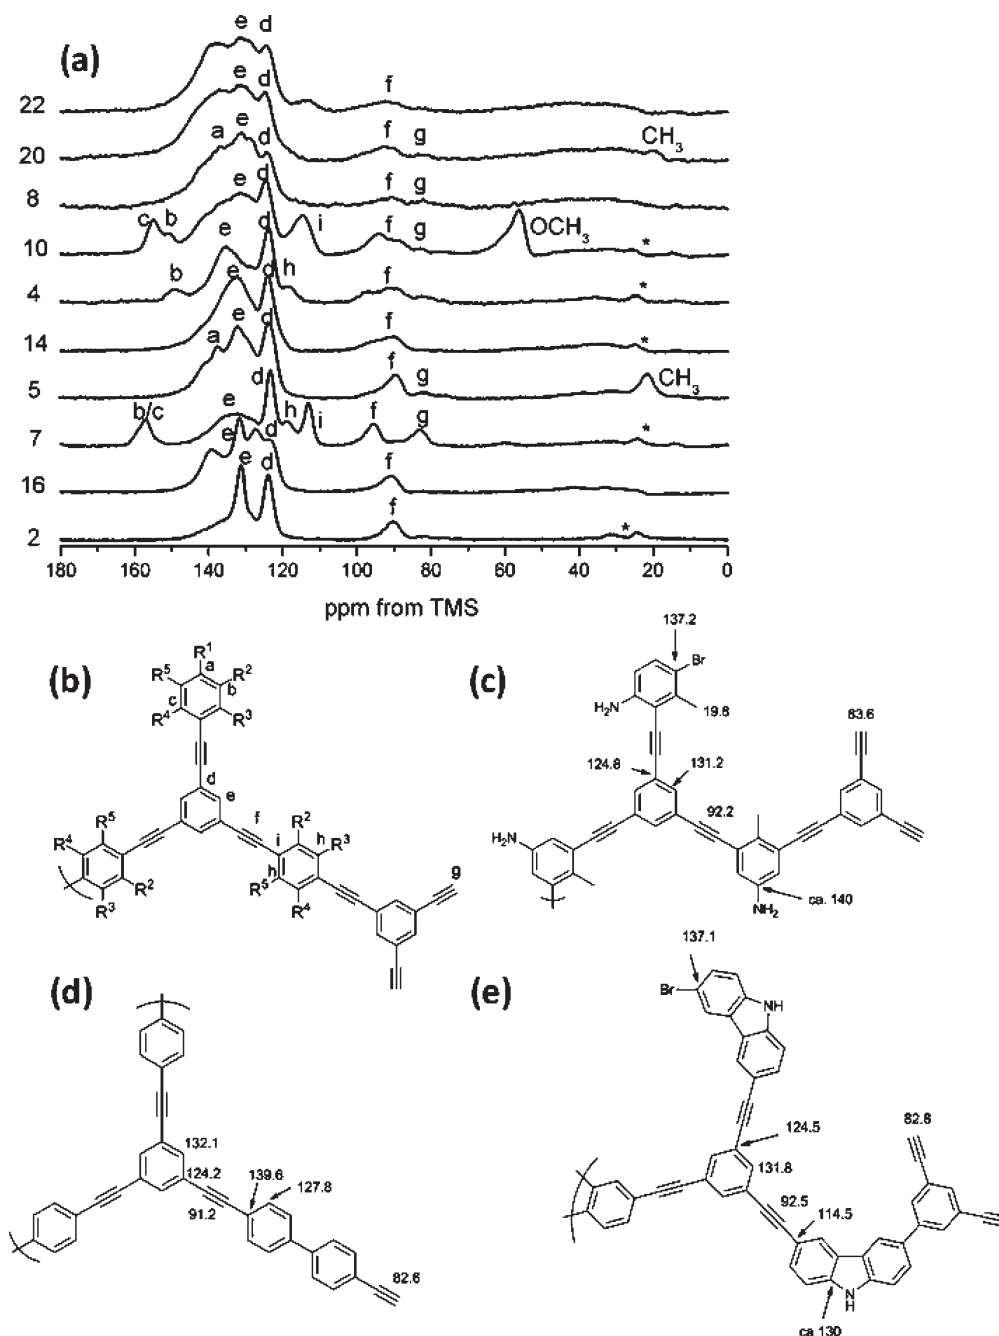 (a)
e d
22 f
e d
20 a e d f g CH3
8 e d f g
10 c b e d i f g OCH3 *
4 b e d h f *
14 e d f *
5 a e d f g CH3
7 b/c e d h i f g *
16 e d f
2 e d f *
180 160 140 120 100 80 60 40 20 0
ppm from TMS
(b)
R1
R5 a R2
b
c
R4 R3
d
e
f
R5 R2
R4 i h R3
h
R2 R5
R3 R4
g
(c)
137.2
Br
H2N 19.8
83.6
124.8 131.2
92.2
H2N
NH2 ca. 140
(d)
132.1
124.2 139.6
127.8
91.2
82.6
(e)
137.1
Br
NH
124.5
82.8
131.8
92.5
114.5
N
H
ca 130